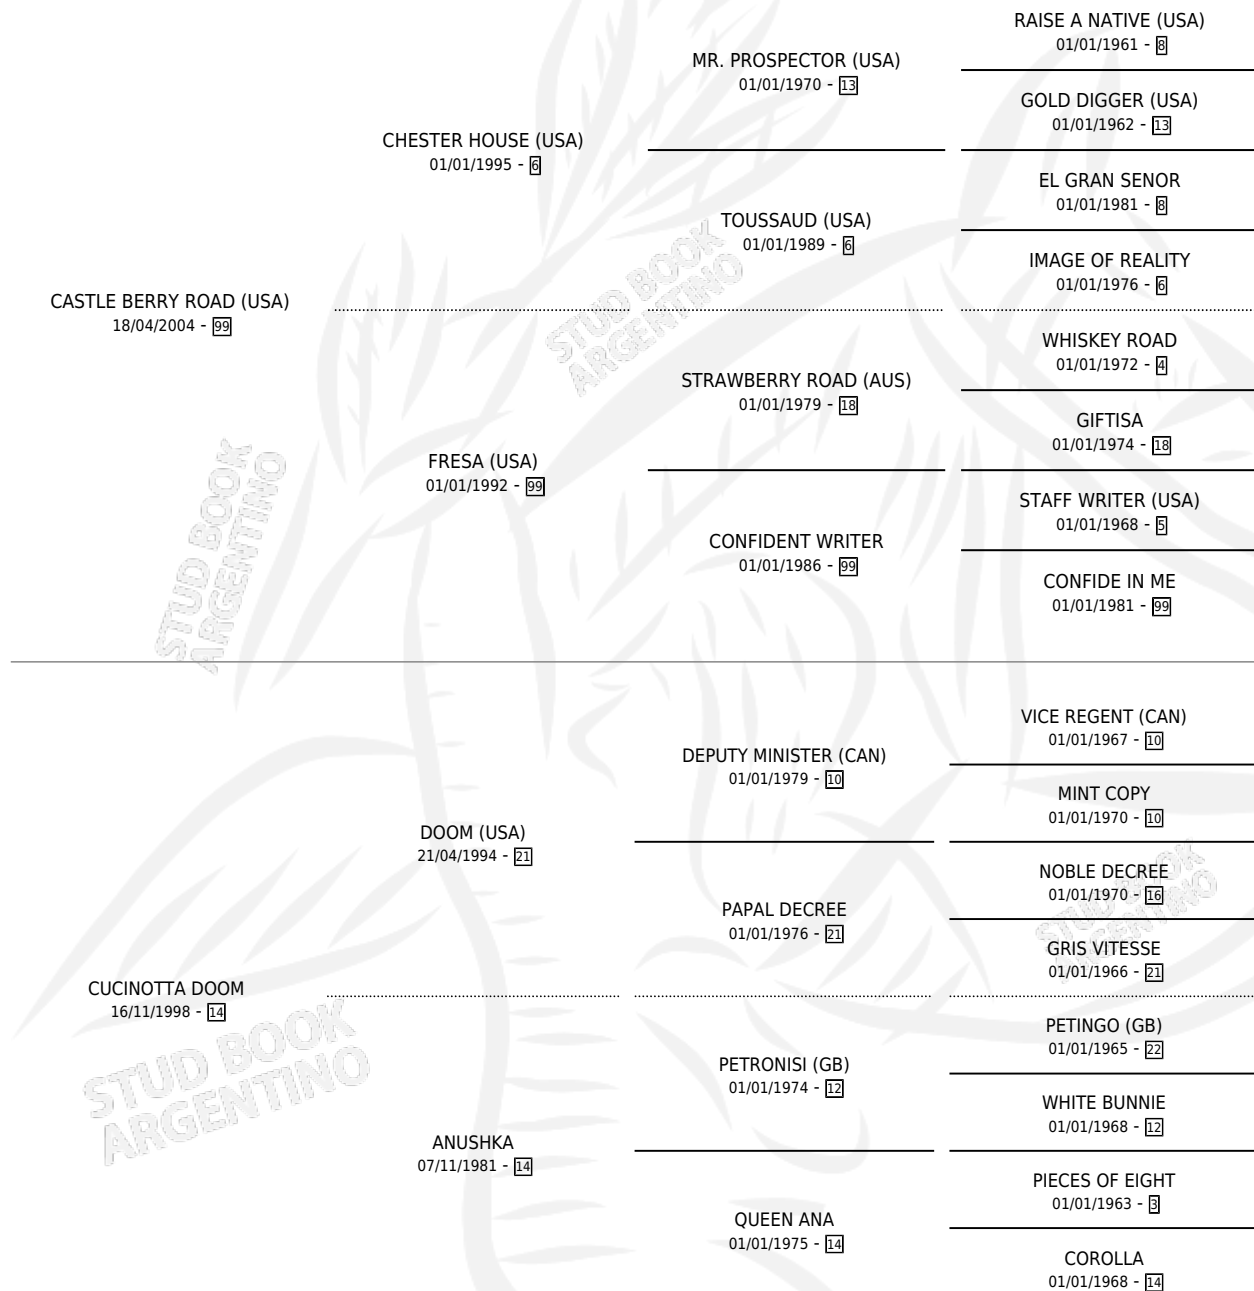 RAISE A NATIVE (USA)
01/01/1961 - 8
MR. PROSPECTOR (USA)
01/01/1970 - 13
GOLD DIGGER (USA)
01/01/1962 - 13
CHESTER HOUSE (USA)
01/01/1995 - 6
EL GRAN SENOR
01/01/1981 - 8
TOUSSAUD (USA)
01/01/1989 - 6
IMAGE OF REALITY
01/01/1976 - 6
CASTLE BERRY ROAD (USA)
18/04/2004 - 99
WHISKEY ROAD
01/01/1972 - 4
STRAWBERRY ROAD (AUS)
01/01/1979 - 18
GIFTISA
01/01/1974 - 18
FRESA (USA)
01/01/1992 - 99
STAFF WRITER (USA)
01/01/1968 - 5
CONFIDENT WRITER
01/01/1986 - 99
CONFIDE IN ME
01/01/1981 - 99
VICE REGENT (CAN)
01/01/1967 - 10
DEPUTY MINISTER (CAN)
01/01/1979 - 10
MINT COPY
01/01/1970 - 10
DOOM (USA)
21/04/1994 - 21
NOBLE DECREE
01/01/1970 - 16
PAPAL DECREE
01/01/1976 - 21
GRIS VITESSE
01/01/1966 - 21
CUCINOTTA DOOM
16/11/1998 - 14
PETINGO (GB)
01/01/1965 - 22
PETRONISI (GB)
01/01/1974 - 12
WHITE BUNNIE
01/01/1968 - 12
ANUSHKA
07/11/1981 - 14
PIECES OF EIGHT
01/01/1963 - 3
QUEEN ANA
01/01/1975 - 14
COROLLA
01/01/1968 - 14
STUD BOOK
ARGENTINO
STUD BOOK
ARGENTINO
STUD BOOK
ARGENTINO
STUD BOOK
ARGENTINO